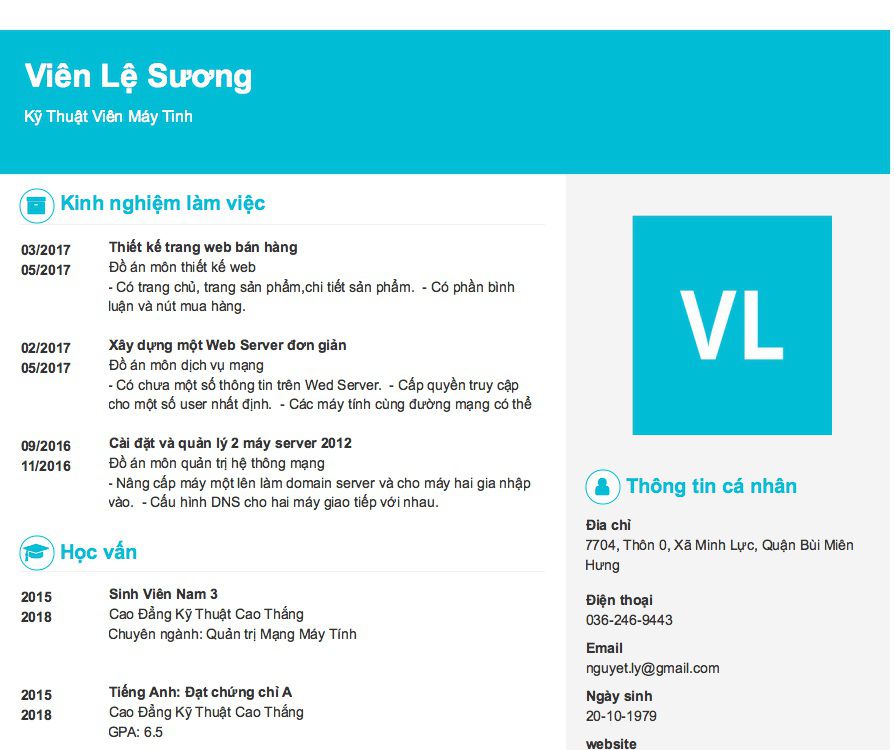 Viên Lệ Sương
Kỹ Thuật Viên Máy Tinh
Kinh nghiệm làm việc
03/2017
05/2017
Thiết kế trang web bán hàng
Đồ án môn thiết kế web
- Có trang chủ, trang sản phẩm,chi tiết sản phẩm.  - Có phần bình
luận và nút mua hàng.
02/2017
05/2017
Xây dựng một Web Server đơn giản
Đồ án môn dịch vụ mạng
- Có chưa một số thông tin trên Wed Server.  - Cấp quyền truy cập
cho một số user nhất định.  - Các máy tính cùng đường mạng có thể
09/2016
11/2016
Cài đặt và quản lý 2 máy server 2012
Đồ án môn quản trị hệ thông mạng
- Nâng cấp máy một lên làm domain server và cho máy hai gia nhập
vào.  - Cấu hình DNS cho hai máy giao tiếp với nhau.
Học vấn
2015
2018
Sinh Viên Nam 3
Cao Đẳng Kỹ Thuật Cao Thắng
Chuyên ngành: Quản trị Mạng Máy Tính
2015
2018
Tiếng Anh: Đạt chứng chỉ A
Cao Đẳng Kỹ Thuật Cao Thắng
GPA: 6.5
VL
Thông tin cá nhân
Đia chỉ
7704, Thôn 0, Xã Minh Lực, Quận Bùi Miên
Hưng
Điện thoại
036-246-9443
Email
nguyet.ly@gmail.com
Ngày sinh
20-10-1979
website